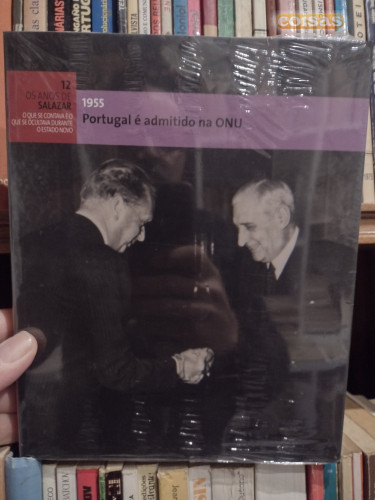 coisas
12
OS ANOS DE
SALAZAR
O QUE SE CONTAVA E O
QUE SE OCULTAVA DURANTE
O ESTADO NOVO
1955
Portugal é admitido na ONU